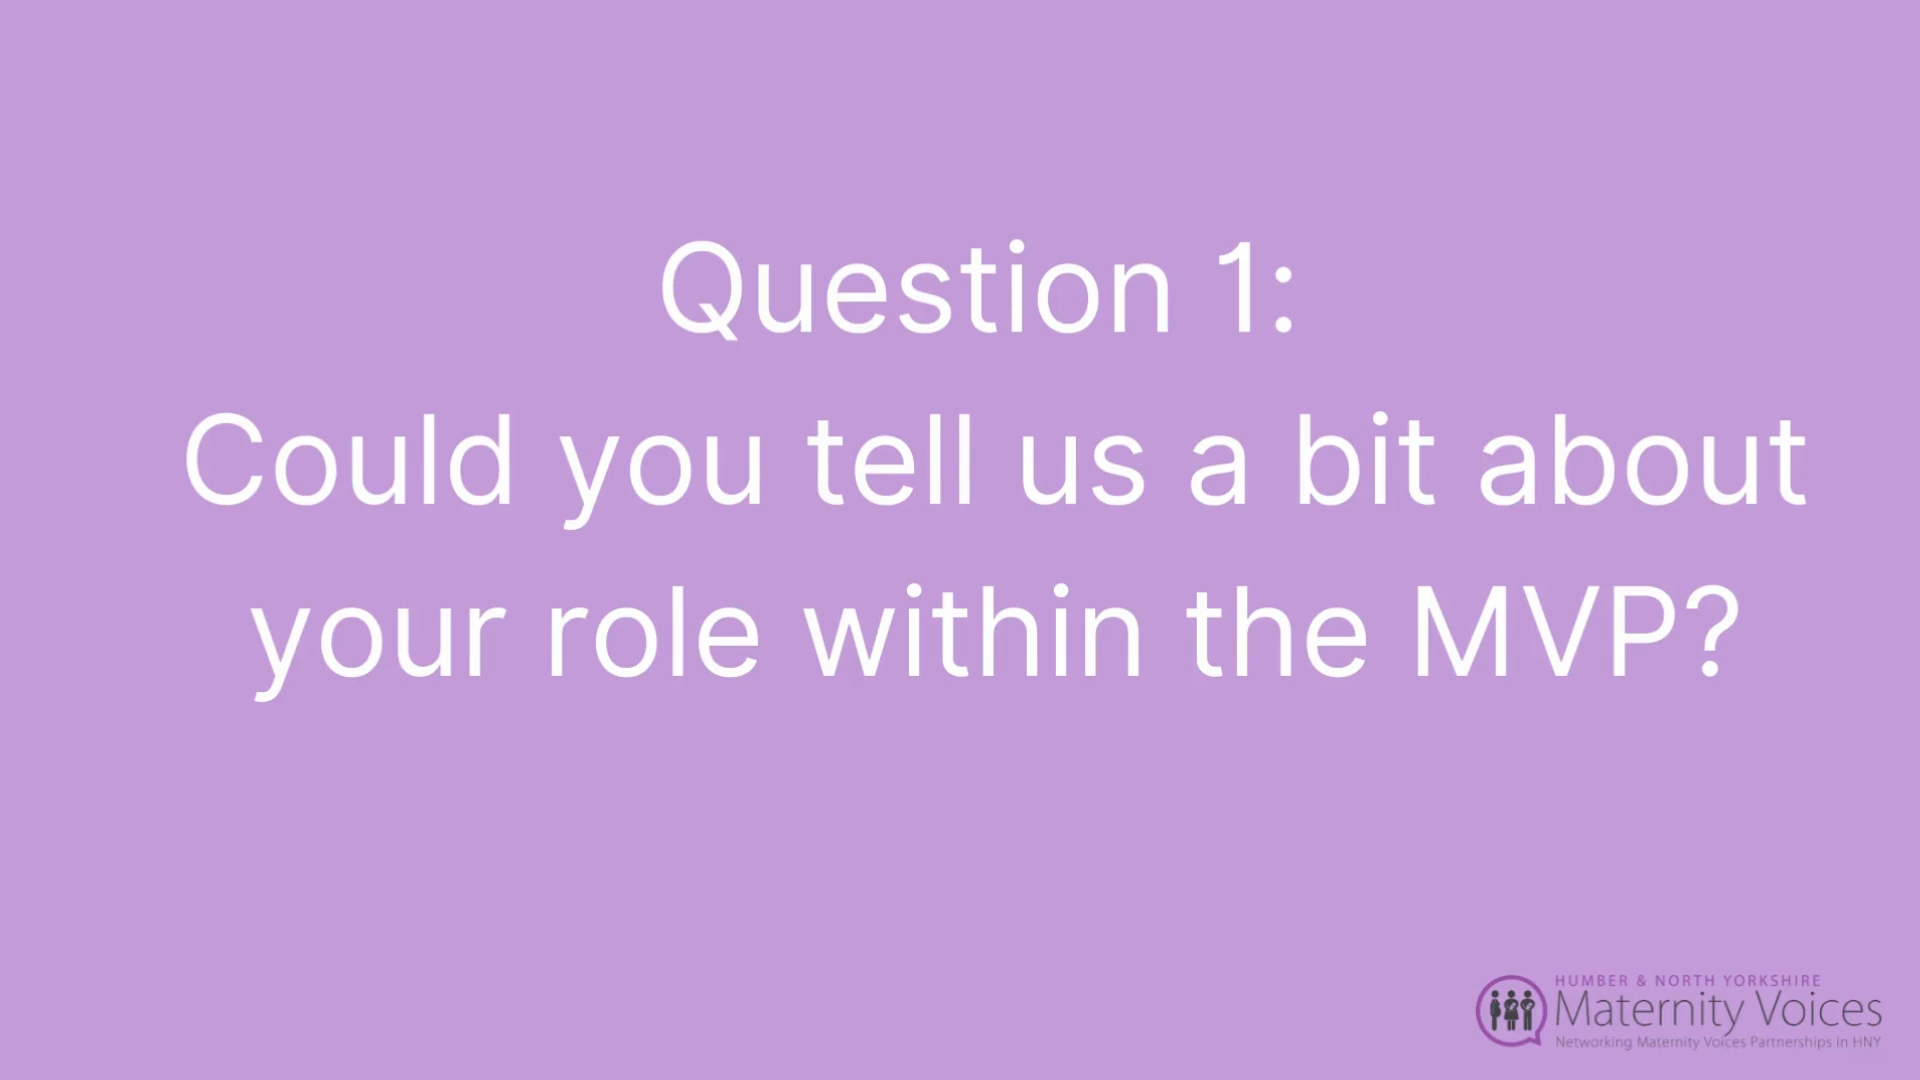 Question 1:
Could you tell us a bit about
your role within the MVP?
HUMBER & NORTH YORKSHIRE
Maternity Voices
Networking Maternity Voices Partnerships in HNY